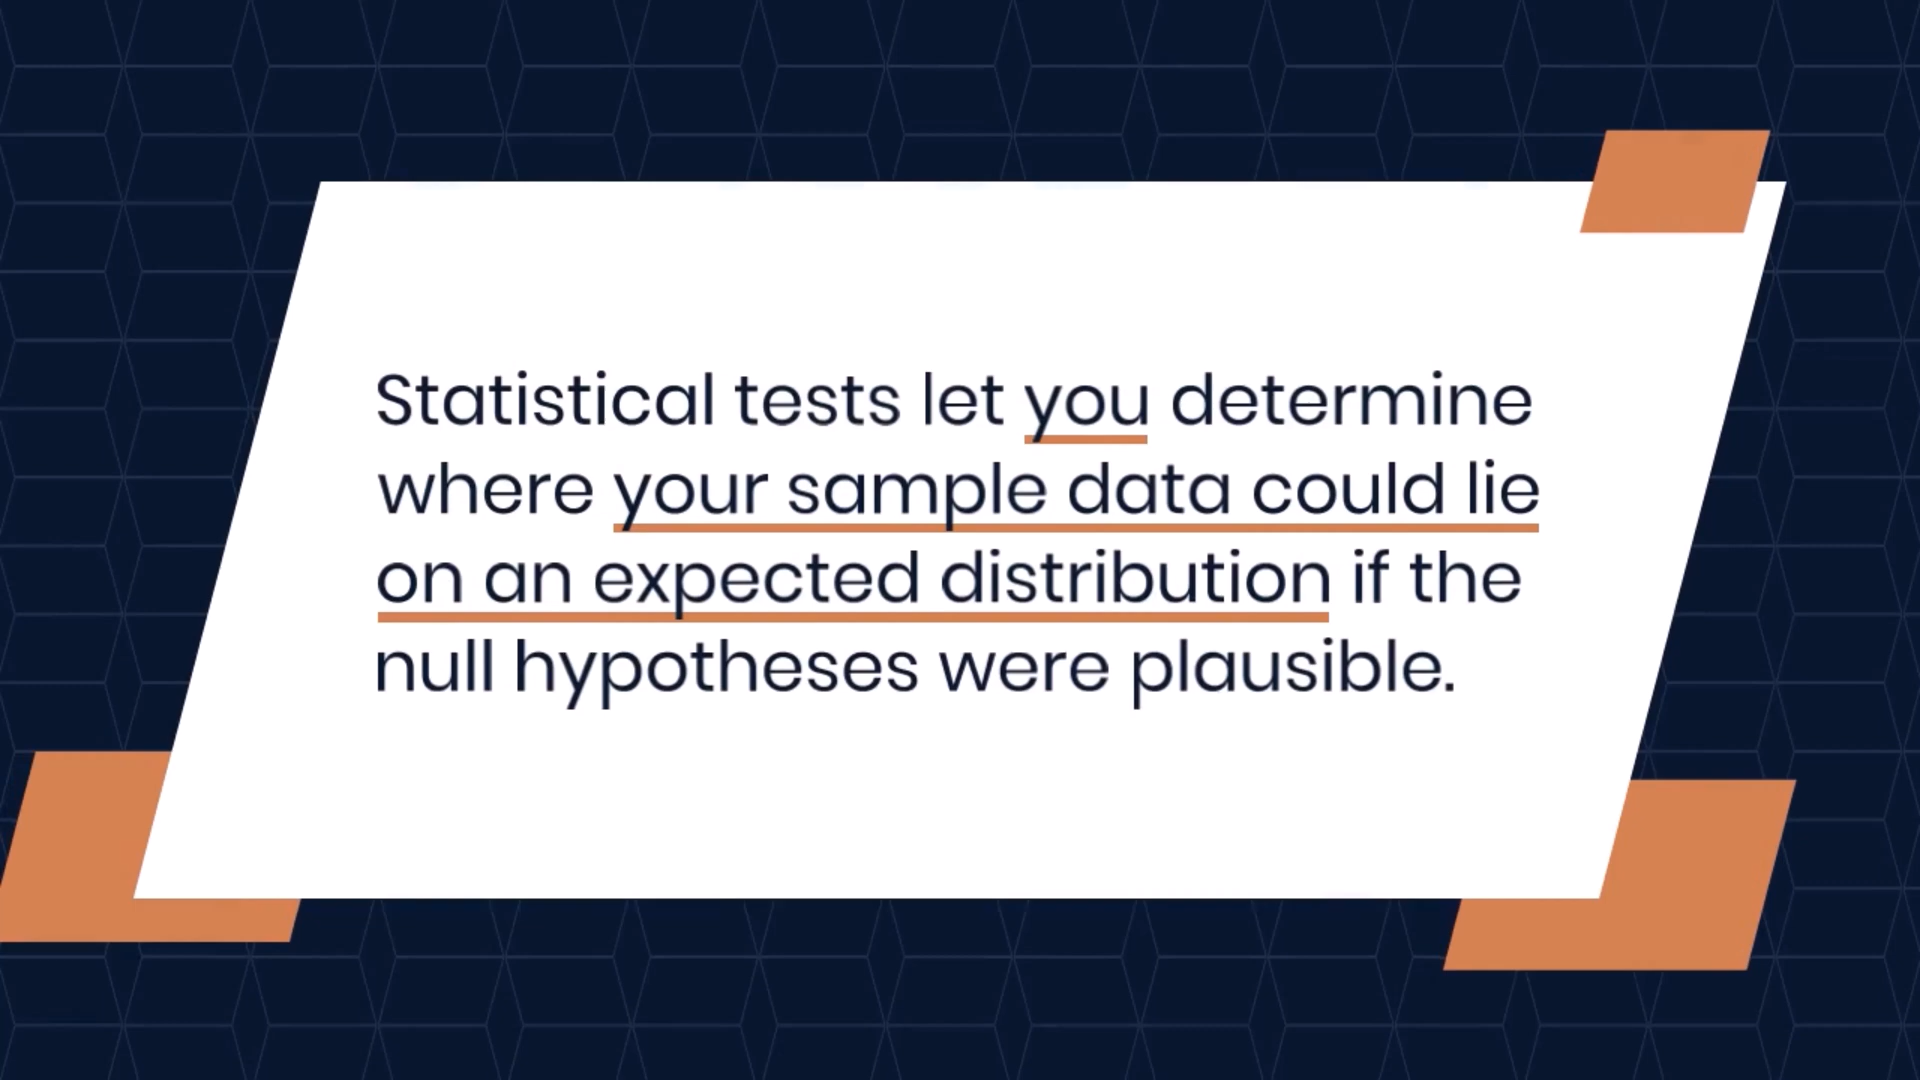 Statistical tests let you determine
where your sample data could lie
on an expected distribution if the
null hypotheses were plausible.